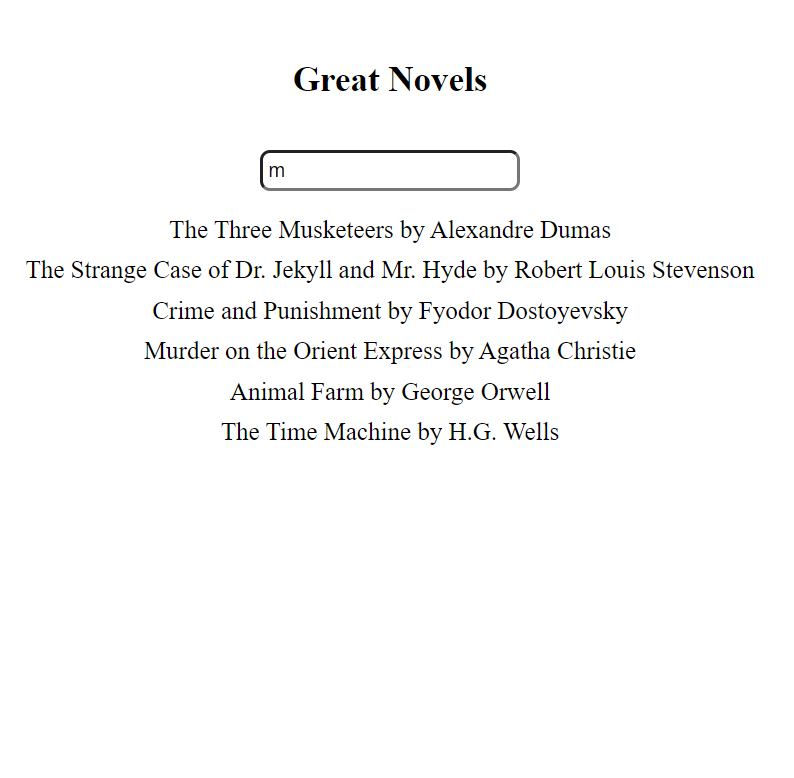 Great Novels
m
The Three Musketeers by Alexandre Dumas
The Strange Case of Dr. Jekyll and Mr. Hyde by Robert Louis Stevenson
Crime and Punishment by Fyodor Dostoyevsky
Murder on the Orient Express by Agatha Christie
Animal Farm by George Orwell
The Time Machine by H.G. Wells